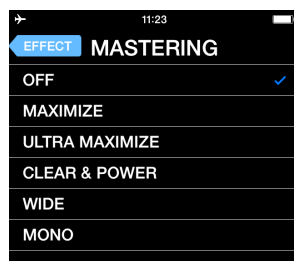 11:23
EFFECT MASTERING
OFF
MAXIMIZE
ULTRA MAXIMIZE
CLEAR & POWER
WIDE
MONO